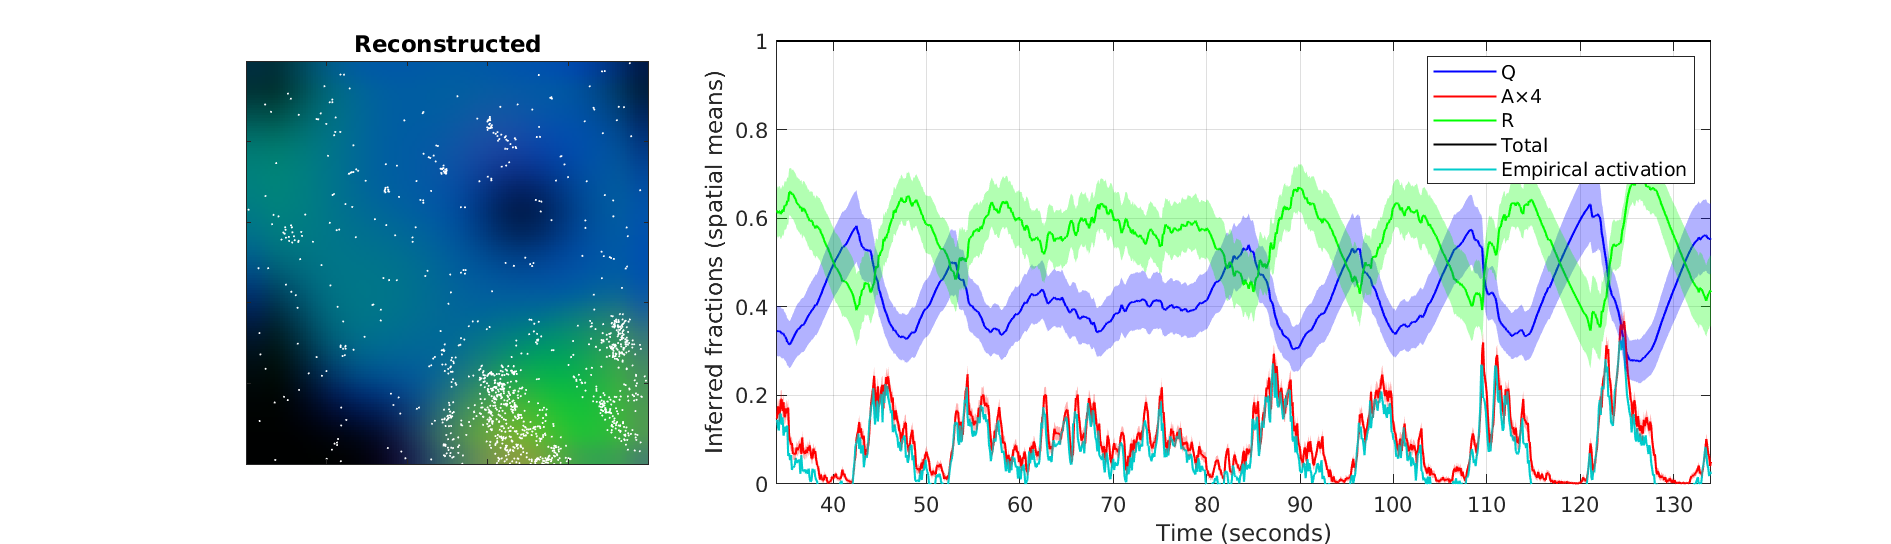 Reconstructed
Inferred fractions (spatial means)
1
0.8
0.6
0.4
0.2
0
Q
A×4
R
Total
Empirical activation
40 50 60 70 80 90 100 110 120 130
Time (seconds)